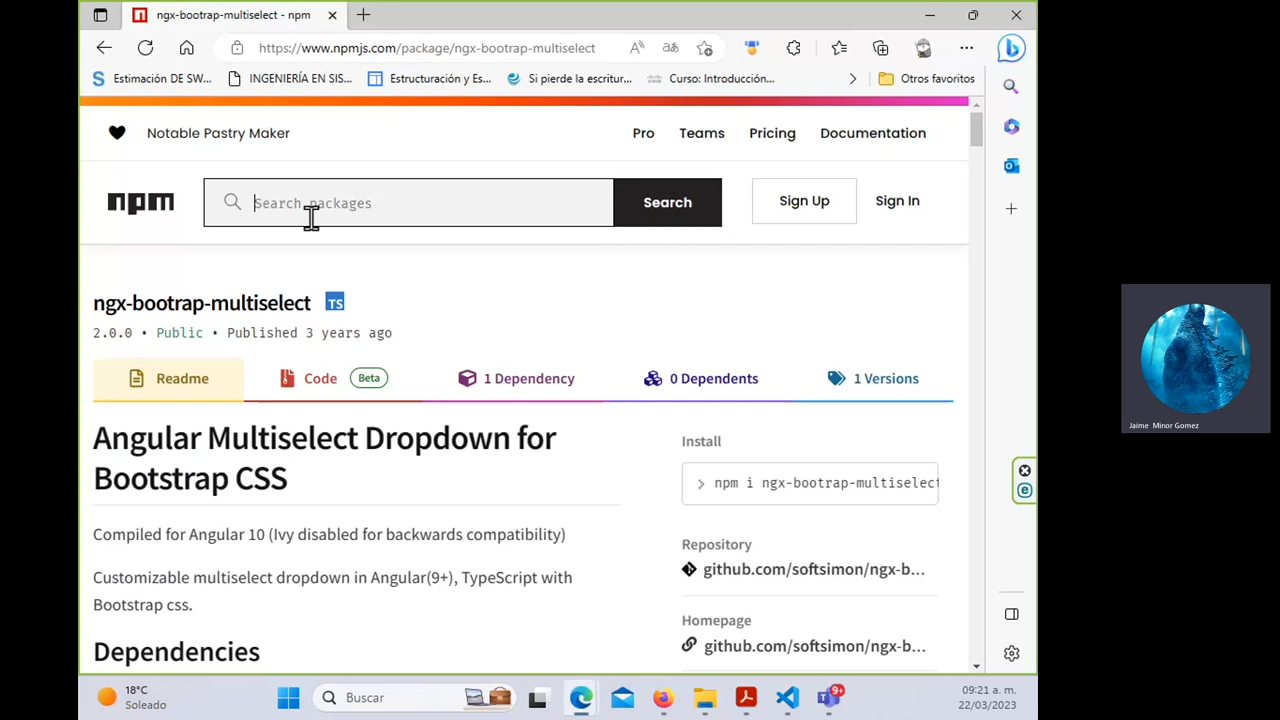 ngx-bootrap-multiselect - npm
https://www.npmjs.com/package/ngx-bootrap-multiselect
Estimación DE SW...
INGENIERÍA EN SIS...
Estructuración y Es...
Si pierde la escritur...
Curso: Introducción...
Otros favoritos
Notable Pastry Maker
Pro
Teams
Pricing
Documentation
npm
Search packages
Search
Sign Up
Sign In
ngx-bootrap-multiselect
TS
2.0.0 • Public • Published 3 years ago
Readme
Code
Beta
1 Dependency
0 Dependents
1 Versions
Angular Multiselect Dropdown for
Bootstrap CSS
Compiled for Angular 10 (Ivy disabled for backwards compatibility)
Customizable multiselect dropdown in Angular(9+), TypeScript with
Bootstrap css.
Dependencies
Install
> npm i ngx-bootrap-multiselect
Repository
github.com/softsimon/ngx-b...
Homepage
github.com/softsimon/ngx-b...
Jaime Minor Gomez
18°C
Soleado
Buscar
9+
09:21 a. m.
22/03/2023